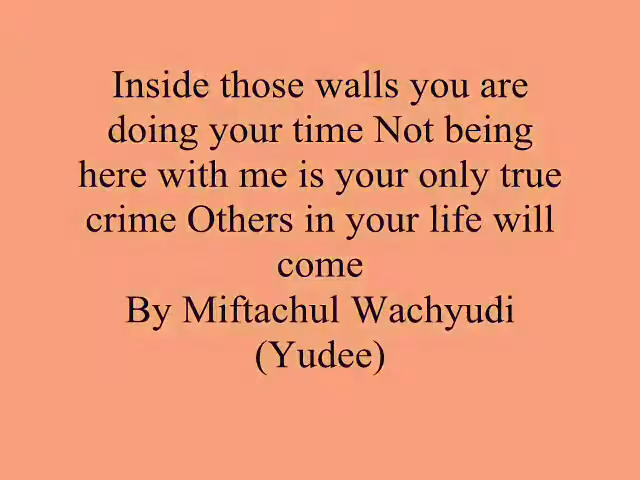 Inside those walls you are
doing your time Not being
here with me is your only true
crime Others in your life will
come
By Miftachul Wachyudi
(Yudee)